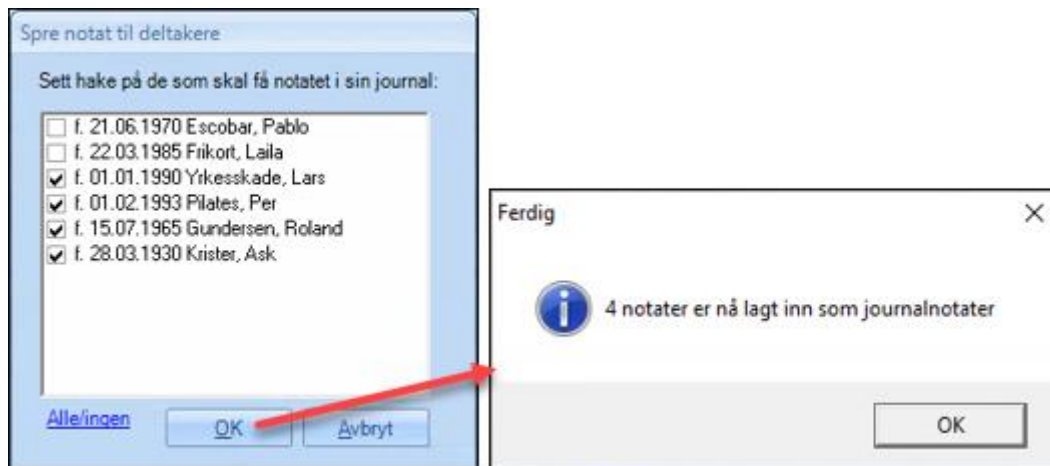 Spre notat til deltakere
Sett hake på de som skal få notatet i sin journal:
f. 21.06.1970 Escobar, Pablo
f. 22.03.1985 Frikort, Laila
f. 01.01.1990 Yrkesskade, Lars
f. 01.02.1993 Pilates, Per
f. 15.07.1965 Gundersen, Roland
f. 28.03.1930 Krister, Ask
Alle/ingen
OK
Avbryt
Ferdig
4 notater er nå lagt inn som journalnotater
OK